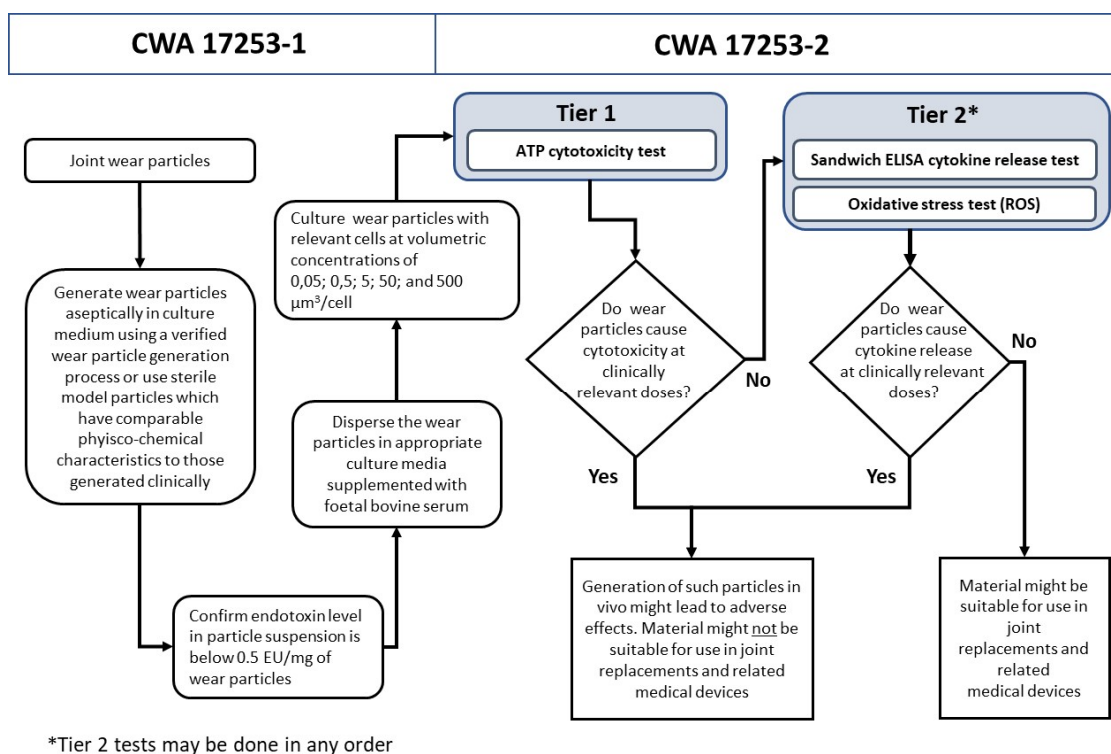 CWA 17253-1
CWA 17253-2
Joint wear particles
Generate wear particles
aseptically in culture
medium using a verified
wear particle generation
process or use sterile
model particles which
have comparable
phyisco-chemical
characteristics to those
generated clinically
Confirm endotoxin level
in particle suspension is
below 0.5 EU/mg of
wear particles
Disperse the wear
particles in appropriate
culture media
supplemented with
foetal bovine serum
Culture wear particles with
relevant cells at volumetric
concentrations of
0,05; 0,5; 5; 50; and 500
µm³/cell
Tier 1
ATP cytotoxicity test
Do wear
particles cause
cytotoxicity at
clinically
relevant doses?
No
Yes
Tier 2*
Sandwich ELISA cytokine release test
Oxidative stress test (ROS)
Do wear
particles cause
cytokine release
at clinically relevant
doses?
No
Yes
Generation of such particles in
vivo might lead to adverse
effects. Material might not be
suitable for use in joint
replacements and related
medical devices
Material might be
suitable for use in
joint
replacements and
related
medical devices
*Tier 2 tests may be done in any order